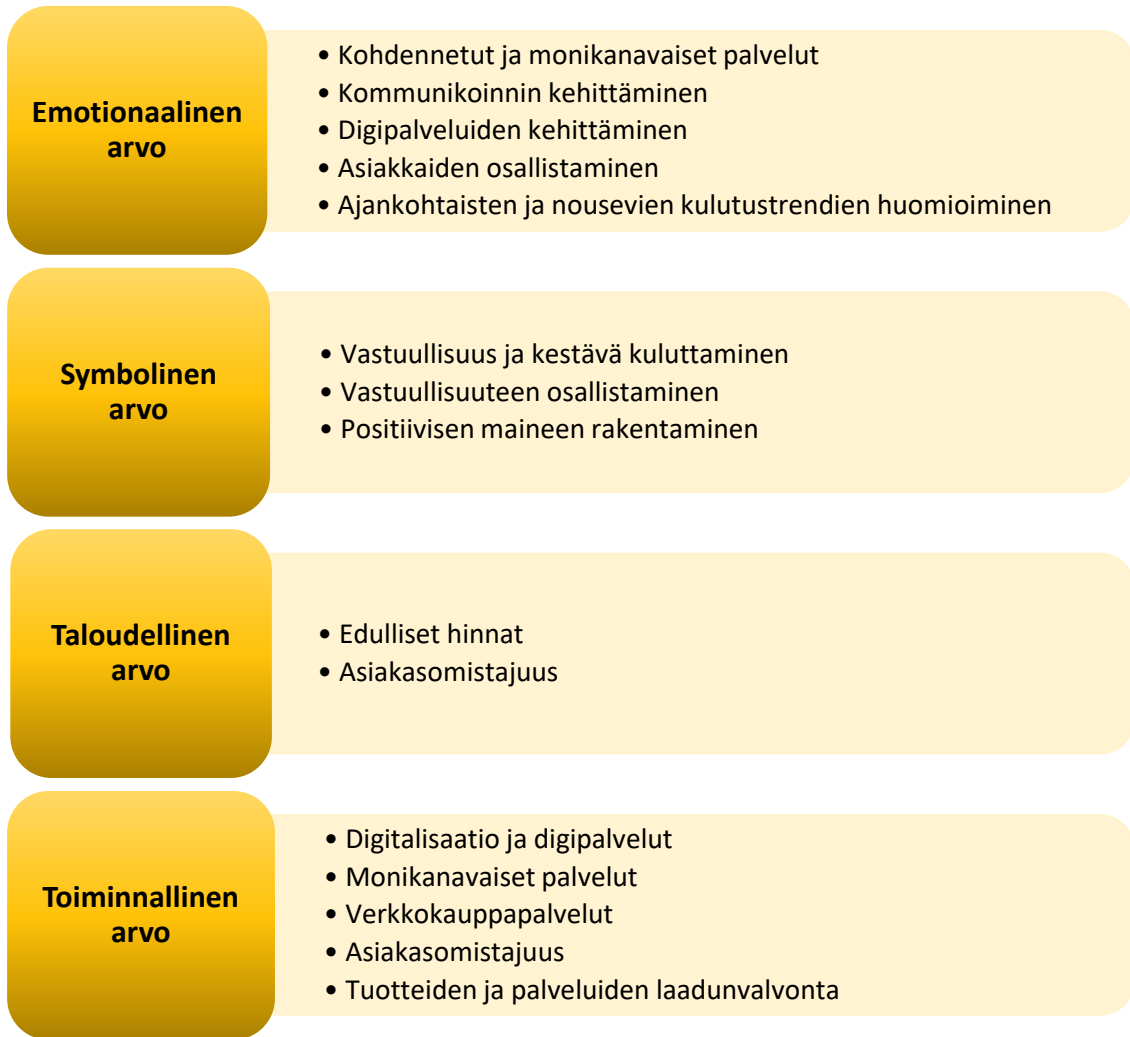 Emotionaalinen
arvo
• Kohdennetut ja monikanavaiset palvelut
• Kommunikoinnin kehittäminen
• Digipalveluiden kehittäminen
• Asiakkaiden osallistaminen
• Ajankohtaisten ja nousevien kulutustrendien huomioiminen
Symbolinen
arvo
• Vastuullisuus ja kestävä kuluttaminen
• Vastuullisuuteen osallistaminen
• Positiivisen maineen rakentaminen
Taloudellinen
arvo
• Edulliset hinnat
• Asiakasomistajuus
Toiminnallinen
arvo
• Digitalisaatio ja digipalvelut
• Monikanavaiset palvelut
• Verkkokauppapalvelut
• Asiakasomistajuus
• Tuotteiden ja palveluiden laadunvalvonta